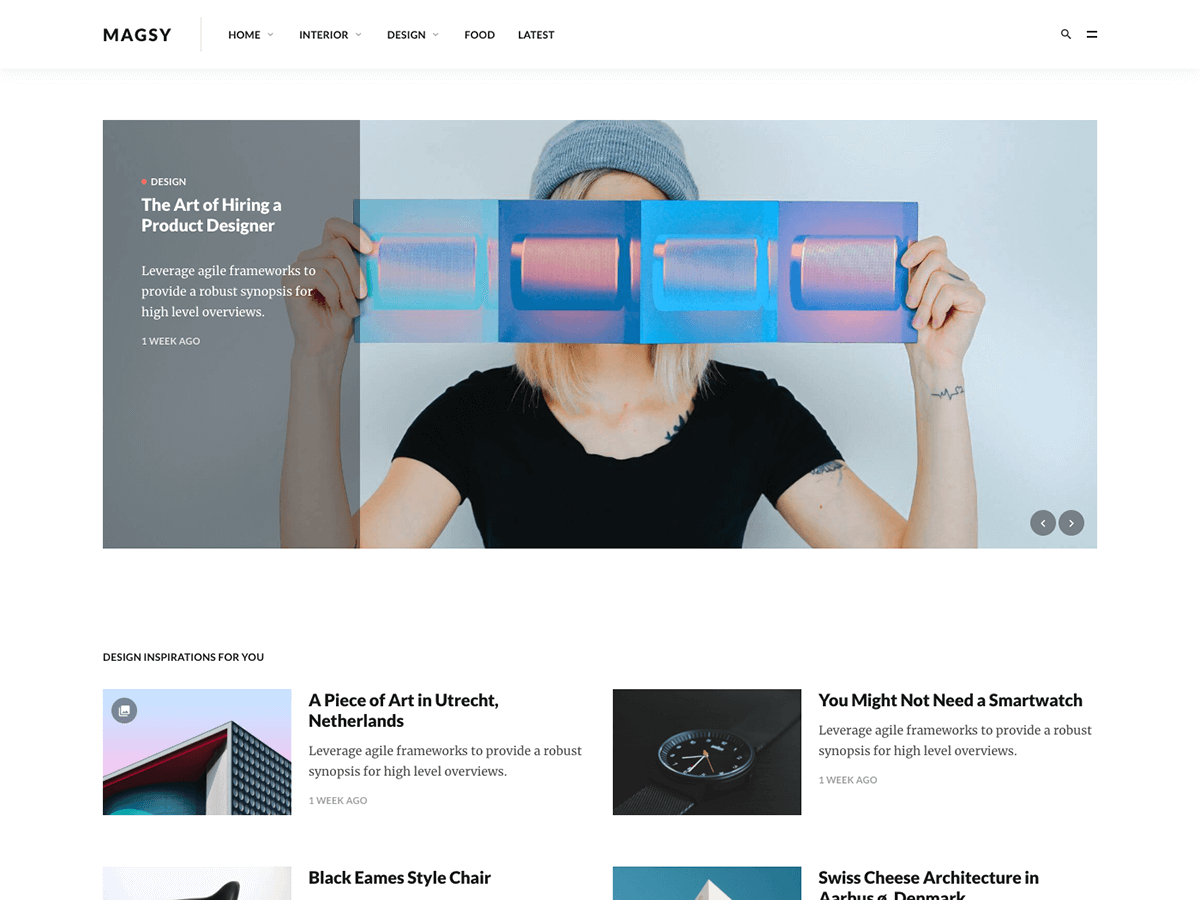 MAGSY
HOME
INTERIOR
DESIGN
FOOD
LATEST
DESIGN
The Art of Hiring a
Product Designer
Leverage agile frameworks to
provide a robust synopsis for
high level overviews.
1 WEEK AGO
DESIGN INSPIRATIONS FOR YOU
A Piece of Art in Utrecht,
Netherlands
Leverage agile frameworks to provide a robust
synopsis for high level overviews.
1 WEEK AGO
You Might Not Need a Smartwatch
Leverage agile frameworks to provide a robust
synopsis for high level overviews.
1 WEEK AGO
Black Eames Style Chair
Swiss Cheese Architecture in
Aarhus ø, Denmark